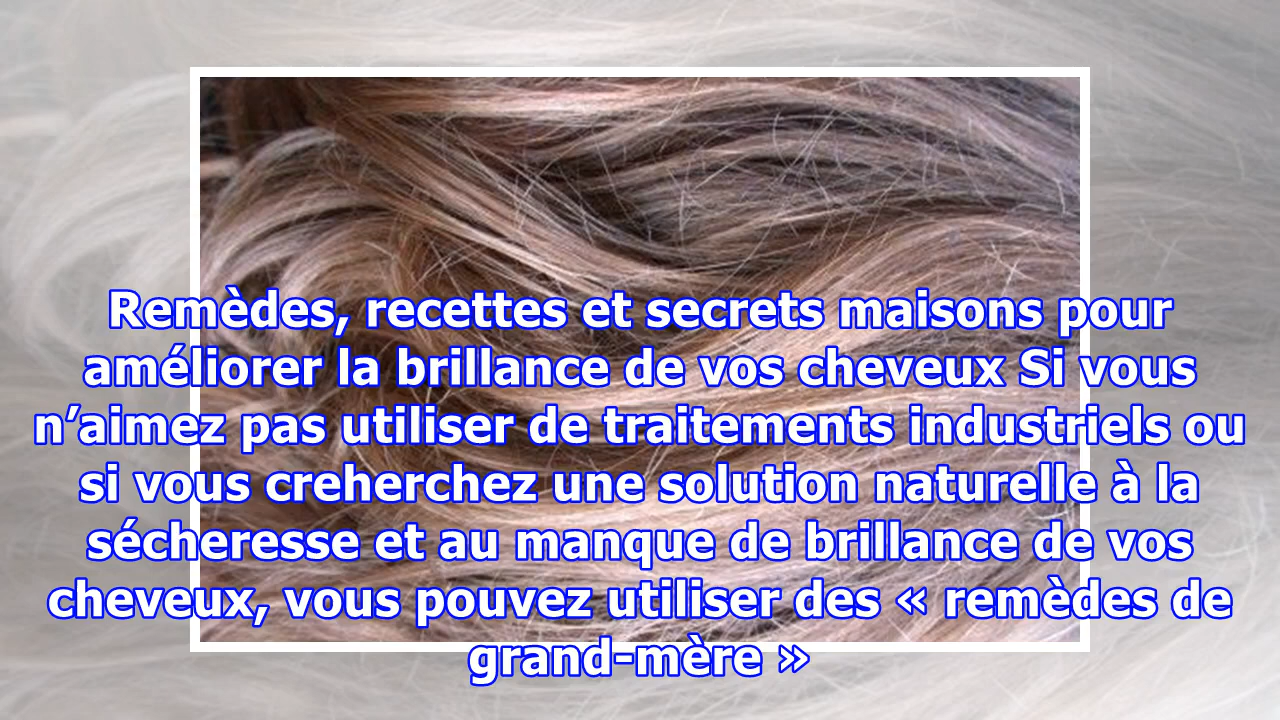 Remèdes, recettes et secrets maisons pour
améliorer la brillance de vos cheveux Si vous
n’aimez pas utiliser de traitements industriels ou
si vous creherchez une solution naturelle à la
sécheresse et au manque de brillance de vos
cheveux, vous pouvez utiliser des « remèdes de
grand-mère »